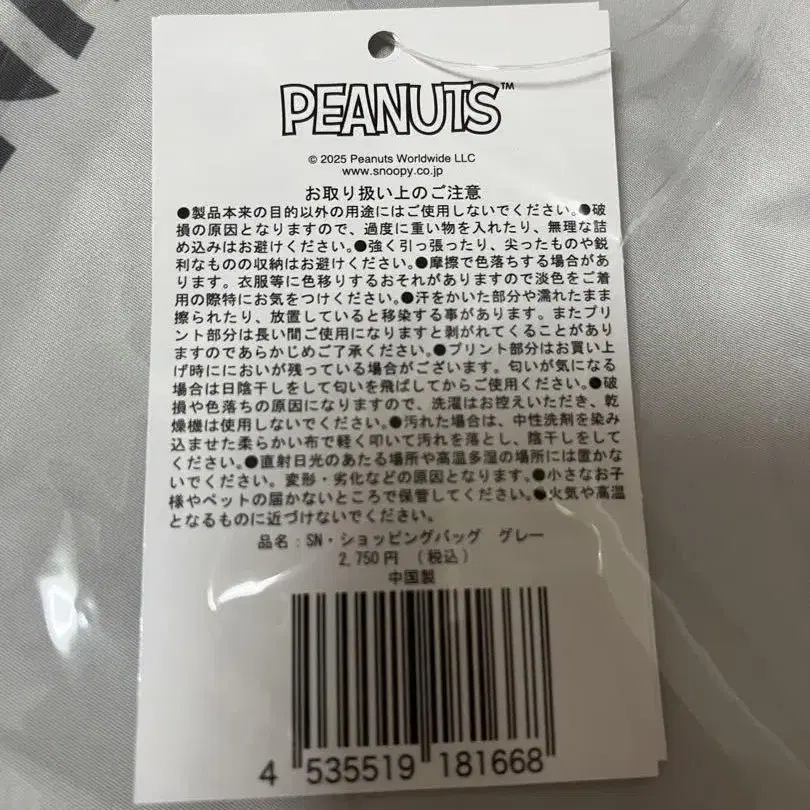 PEANUTS™
© 2025 Peanuts Worldwide LLC
www.snoopy.co.jp
お取り扱い上のご注意
●製品本来の目的以外の用途にはご使用しないでください。●破
損の原因となりますので、過度に重い物を入れたり、無理な詰
め込みはお避けください。●強く引っ張ったり、尖ったものや鋭
利なものの収納はお避けください。●摩擦で色落ちする場合があ
ります。衣服等に色移りするおそれがありますので淡色をご着
用の際特にお気をつけください。●汗をかいた部分や濡れたまま
擦られたり、放置していると移染する事があります。またプリ
ント部分は長い間ご使用になりますと剥がれてくることがあり
ますのであらかじめご了承ください。●プリント部分はお買い上
げ時ににおいが残っている場合がございます。匂いが気になる
場合は日陰干しをして匂いを飛ばしてからご使用ください。●破
損や色落ちの原因になりますので、洗濯はお控えいただき、乾
燥機は使用しないでください。●汚れた場合は、中性洗剤を染み
込ませた柔らかい布で軽く叩いて汚れを落とし、陰干しをして
ください。●直射日光のあたる場所や高温多湿の場所には置かな
いでください。変形・劣化などの原因となります。●小さなお子
様やペットの届かないところで保管してください。●火気や高温
となるものに近づけないでください。
品名：SN・ショッピングバッグ　グレー
2,750円　（税込）
中国製
4 535519 181668